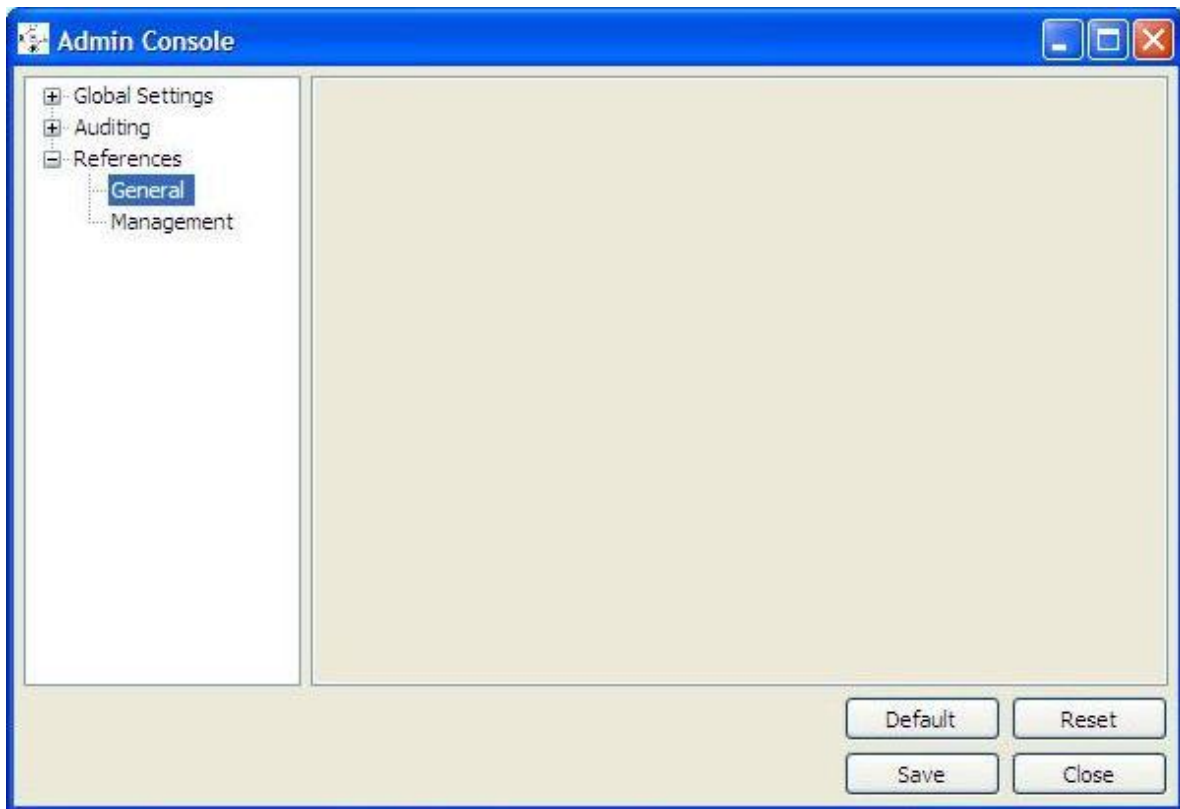 Admin Console
Global Settings
Auditing
References
General
Management
Default Reset
Save Close